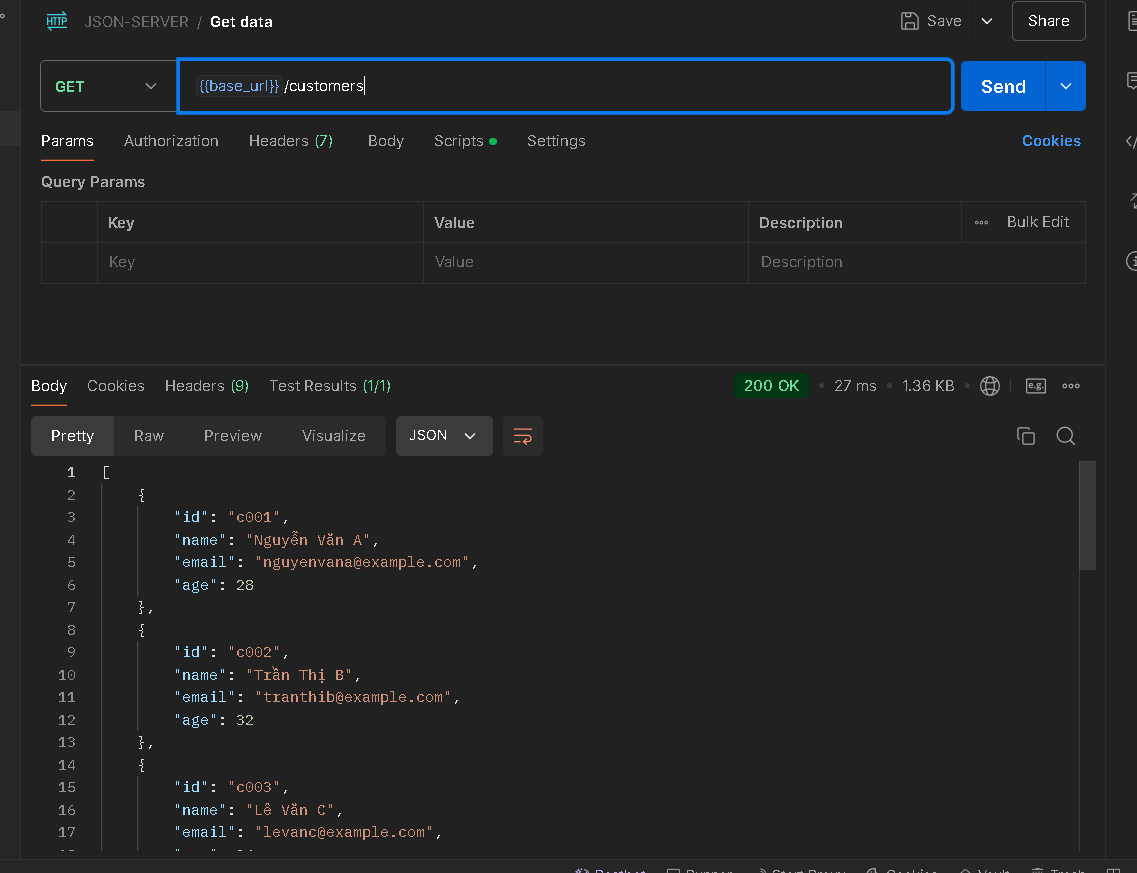 HTTP JSON-SERVER / Get data Save Share
GET {{base_url}} /customers Send
Params Authorization Headers (7) Body Scripts Settings Cookies
Query Params
Key Value Description Bulk Edit
Key Value Description
Body Cookies Headers (9) Test Results (1/1) 200 OK 27 ms 1.36 KB e.g.
Pretty Raw Preview Visualize JSON
1 [
2 {
3 "id": "c001",
4 "name": "Nguyễn Văn A",
5 "email": "nguyenvana@example.com",
6 "age": 28
7 },
8 {
9 "id": "c002",
10 "name": "Trần Thị B",
11 "email": "tranthib@example.com",
12 "age": 32
13 },
14 {
15 "id": "c003",
16 "name": "Lê Văn C",
17 "email": "levanc@example.com",